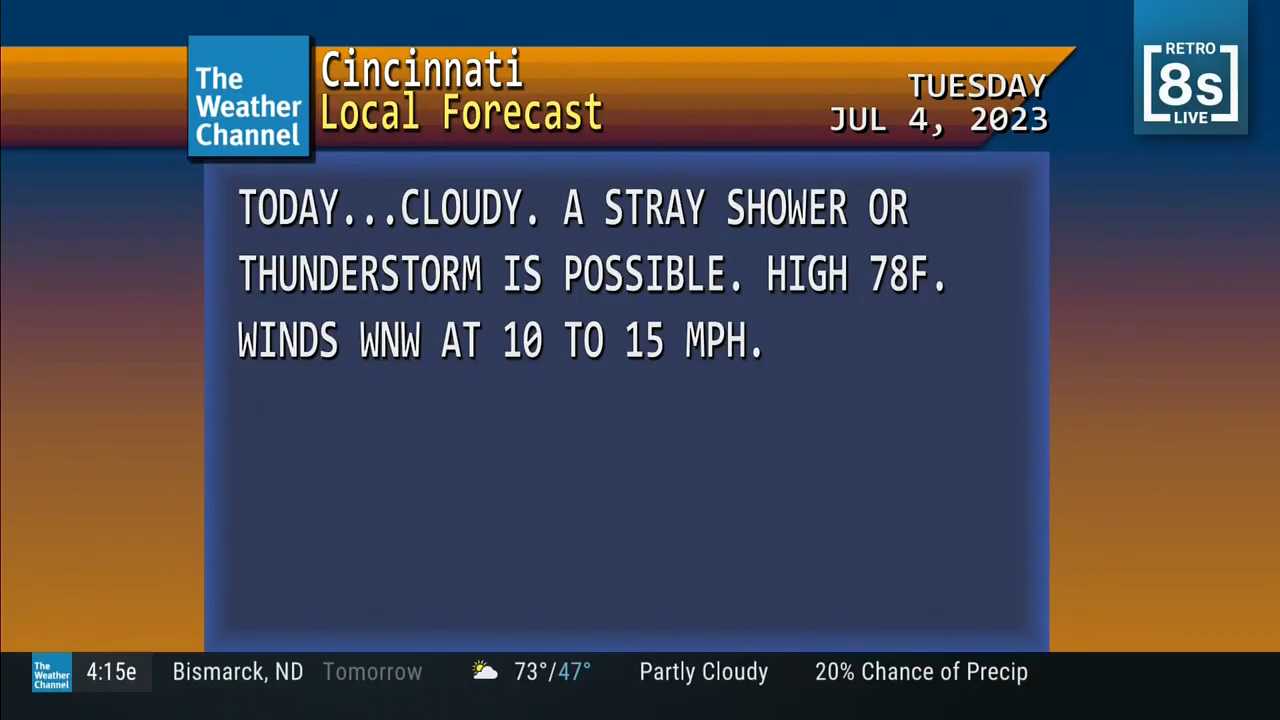 The
Weather
Channel
Cincinnati
Local Forecast
TUESDAY
JUL 4, 2023
RETRO
8s
LIVE
TODAY...CLOUDY. A STRAY SHOWER OR
THUNDERSTORM IS POSSIBLE. HIGH 78F.
WINDS WNW AT 10 TO 15 MPH.
The
Weather
Channel
4:15e Bismarck, ND Tomorrow 73°/47° Partly Cloudy 20% Chance of Precip